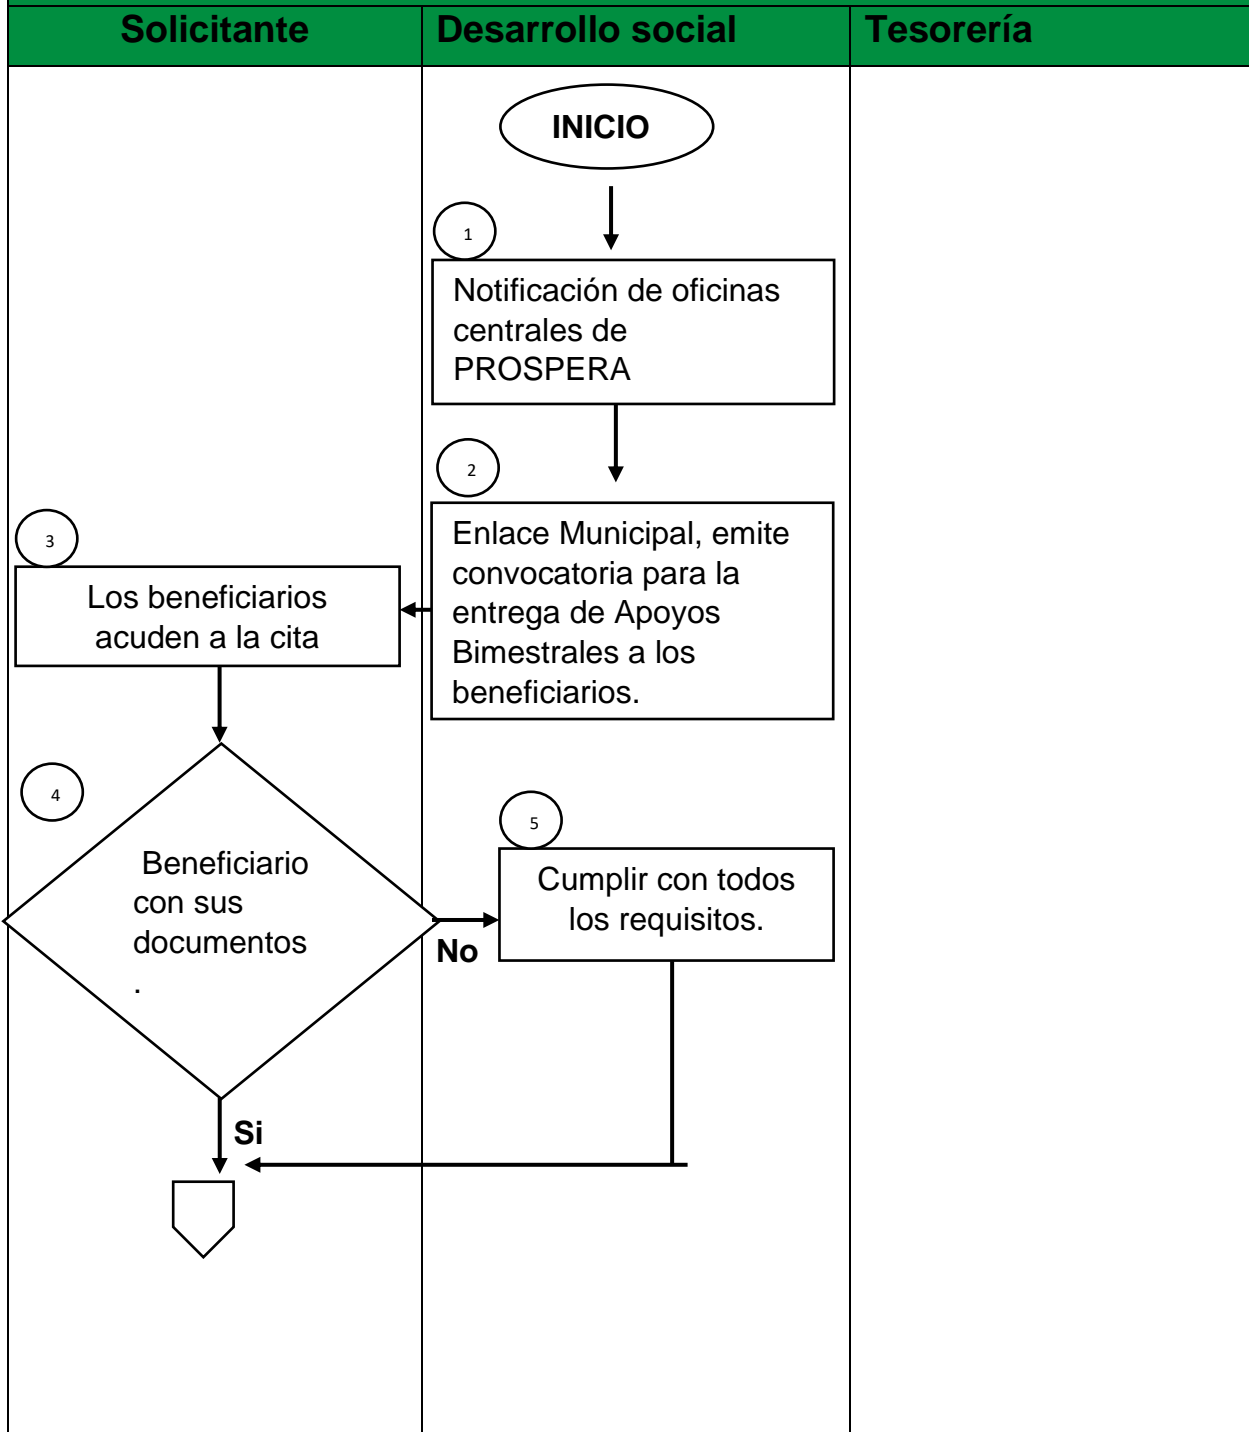 Solicitante
Desarrollo social
Tesorería
INICIO
1
Notificación de oficinas
centrales de
PROSPERA
2
Enlace Municipal, emite
convocatoria para la
entrega de Apoyos
Bimestrales a los
beneficiarios.
3
Los beneficiarios
acuden a la cita
4
Beneficiario
con sus
documentos
.
No
5
Cumplir con todos
los requisitos.
Si